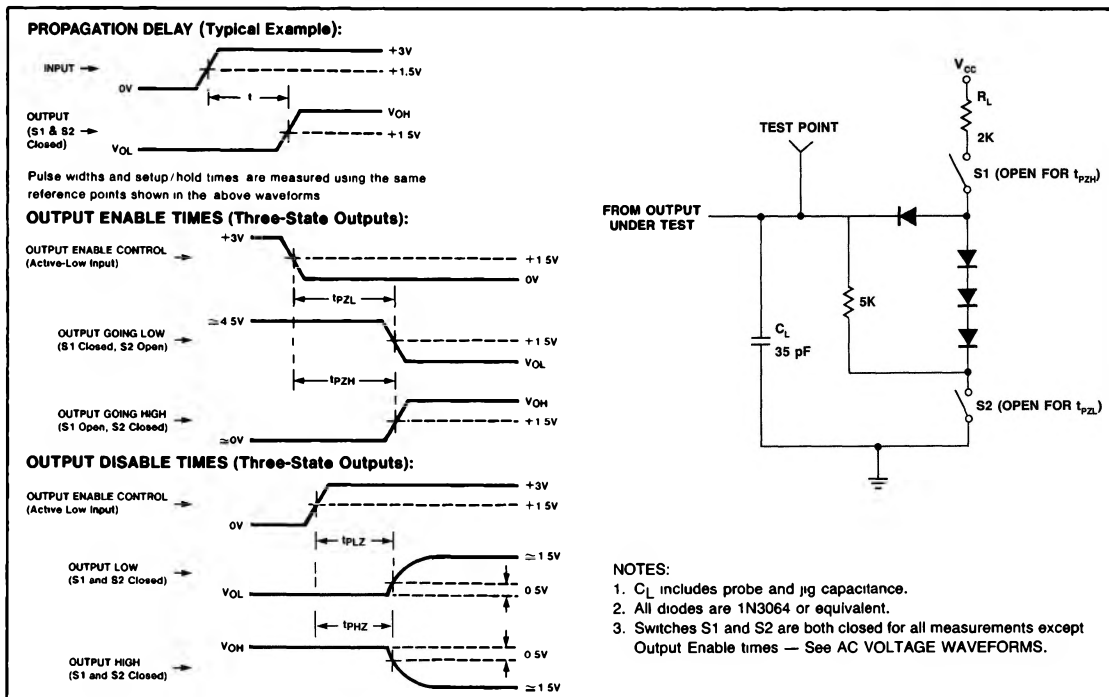 PROPAGATION DELAY (Typical Example):
INPUT
+3V
+1.5V
0V
t
OUTPUT
(S1 & S2
Closed)
VOH
+1 5V
VOL
Pulse widths and setup/hold times are measured using the same
reference points shown in the above waveforms
OUTPUT ENABLE TIMES (Three-State Outputs):
OUTPUT ENABLE CONTROL
(Active-Low Input)
+3V
+1 5V
0V
tPZL
OUTPUT GOING LOW
(S1 Closed, S2 Open)
≃4 5V
+1 5V
VOL
tPZH
OUTPUT GOING HIGH
(S1 Open, S2 Closed)
VOH
+1 5V
≃0V
OUTPUT DISABLE TIMES (Three-State Outputs):
OUTPUT ENABLE CONTROL
(Active Low Input)
+3V
+1 5V
0V
tPLZ
OUTPUT LOW
(S1 and S2 Closed)
≃1 5V
0 5V
VOL
tPHZ
OUTPUT HIGH
(S1 and S2 Closed)
VOH
0 5V
≃1 5V
VCC
RL
2K
TEST POINT
S1 (OPEN FOR tPZH)
FROM OUTPUT
UNDER TEST
5K
CL
35 pF
S2 (OPEN FOR tPZL)
NOTES:
1. CL includes probe and jig capacitance.
2. All diodes are 1N3064 or equivalent.
3. Switches S1 and S2 are both closed for all measurements except
Output Enable times — See AC VOLTAGE WAVEFORMS.